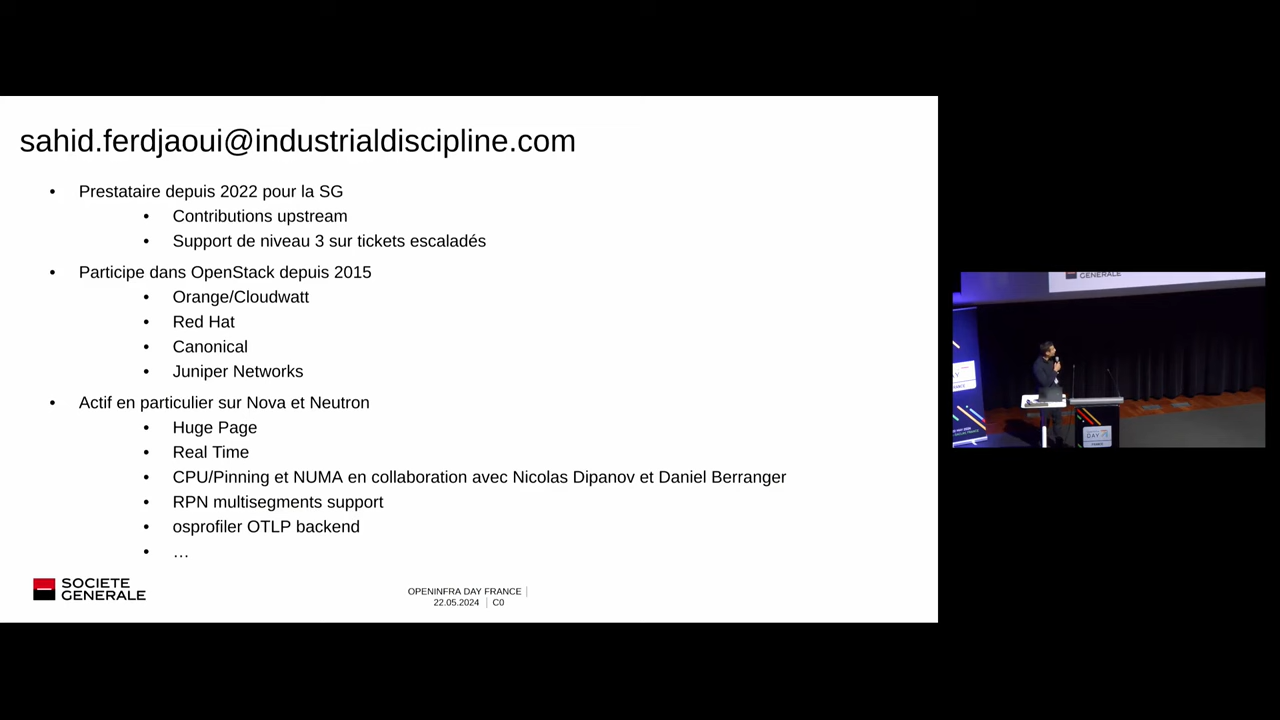 sahid.ferdjaoui@industrialdiscipline.com
• Prestataire depuis 2022 pour la SG
• Contributions upstream
• Support de niveau 3 sur tickets escaladés
• Participe dans OpenStack depuis 2015
• Orange/Cloudwatt
• Red Hat
• Canonical
• Juniper Networks
• Actif en particulier sur Nova et Neutron
• Huge Page
• Real Time
• CPU/Pinning et NUMA en collaboration avec Nicolas Dipanov et Daniel Berranger
• RPN multisegments support
• osprofiler OTLP backend
• …
SOCIETE
GENERALE
OPENINFRA DAY FRANCE
22.05.2024 C0
GENERALE
DAY